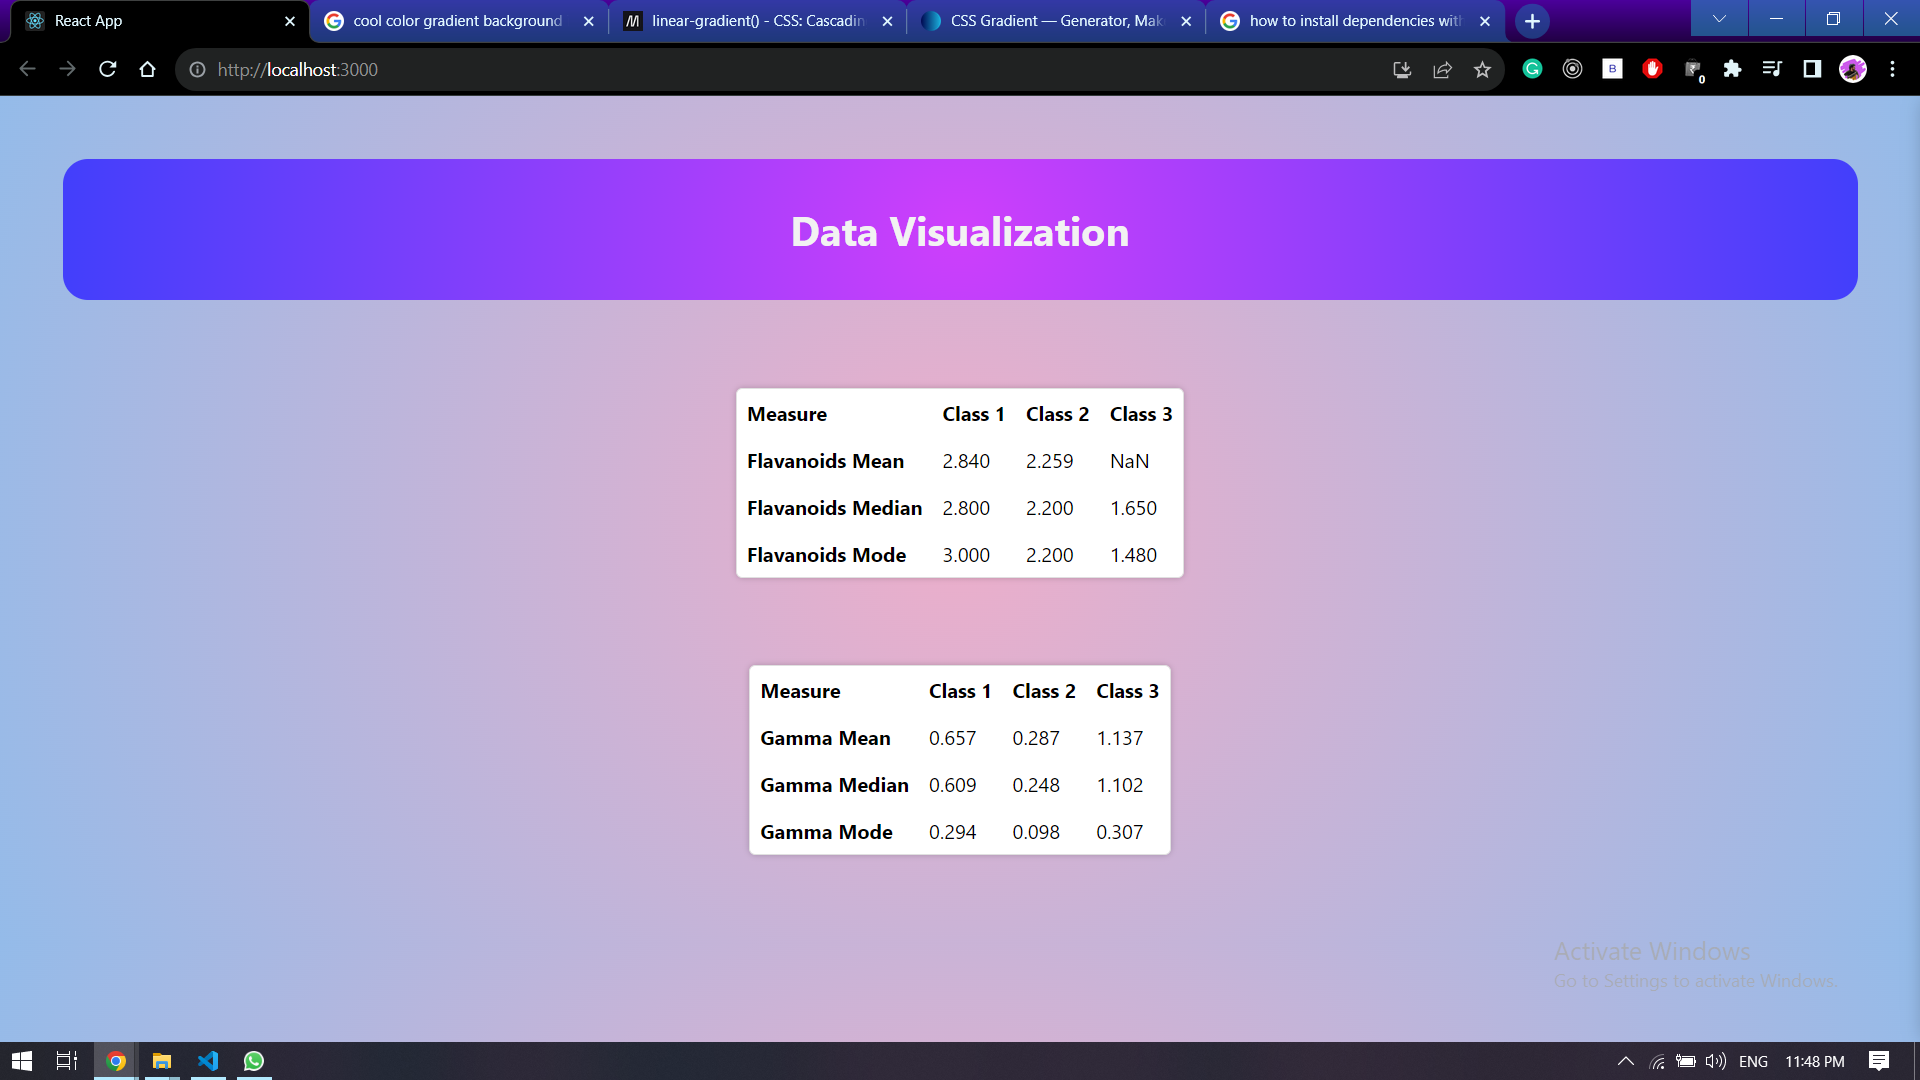 React App
cool color gradient background
linear-gradient() - CSS: Cascadin
CSS Gradient — Generator, Mak
how to install dependencies with
http://localhost:3000
B
0
Data Visualization
Measure Class 1 Class 2 Class 3
Flavanoids Mean 2.840 2.259 NaN
Flavanoids Median 2.800 2.200 1.650
Flavanoids Mode 3.000 2.200 1.480
Measure Class 1 Class 2 Class 3
Gamma Mean 0.657 0.287 1.137
Gamma Median 0.609 0.248 1.102
Gamma Mode 0.294 0.098 0.307
Activate Windows
Go to Settings to activate Windows.
ENG 11:48 PM